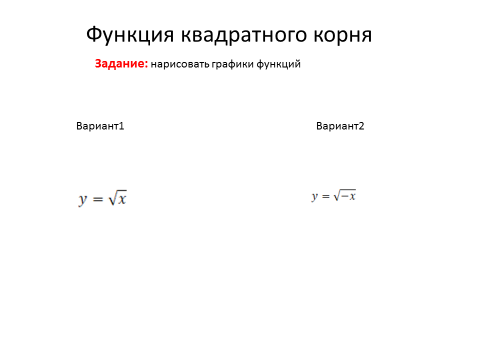 Функция квадратного корня
Задание: нарисовать графики функций
Вариант1
Вариант2
y = √x
y = √−x